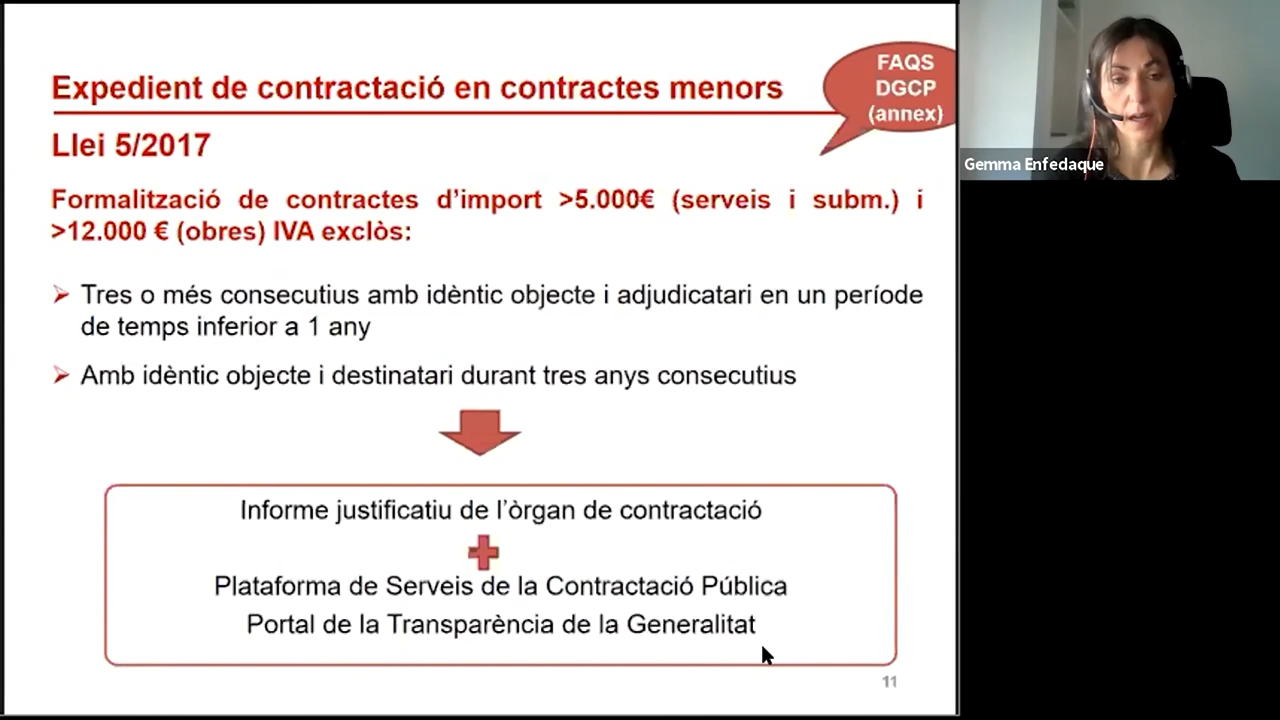 Expedient de contractació en contractes menors
FAQS
DGCP
(annex)
Llei 5/2017
Formalització de contractes d’import >5.000€ (serveis i subm.) i
>12.000 € (obres) IVA exclòs:
Tres o més consecutius amb idèntic objecte i adjudicatari en un període
de temps inferior a 1 any
Amb idèntic objecte i destinatari durant tres anys consecutius
Informe justificatiu de l’òrgan de contractació
Plataforma de Serveis de la Contractació Pública
Portal de la Transparència de la Generalitat
11
Gemma Enfedaque